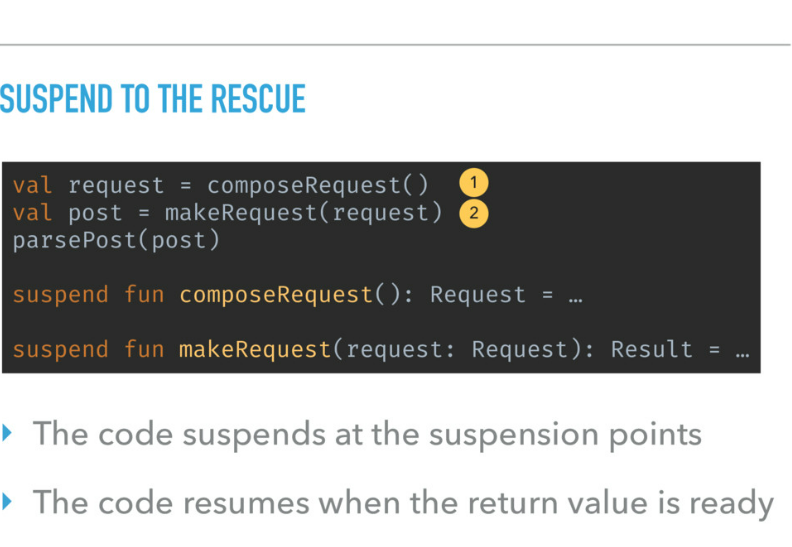 SUSPEND TO THE RESCUE
val request = composeRequest() 1
val post = makeRequest(request) 2
parsePost(post)
suspend fun composeRequest(): Request = …
suspend fun makeRequest(request: Request): Result = …
The code suspends at the suspension points
The code resumes when the return value is ready